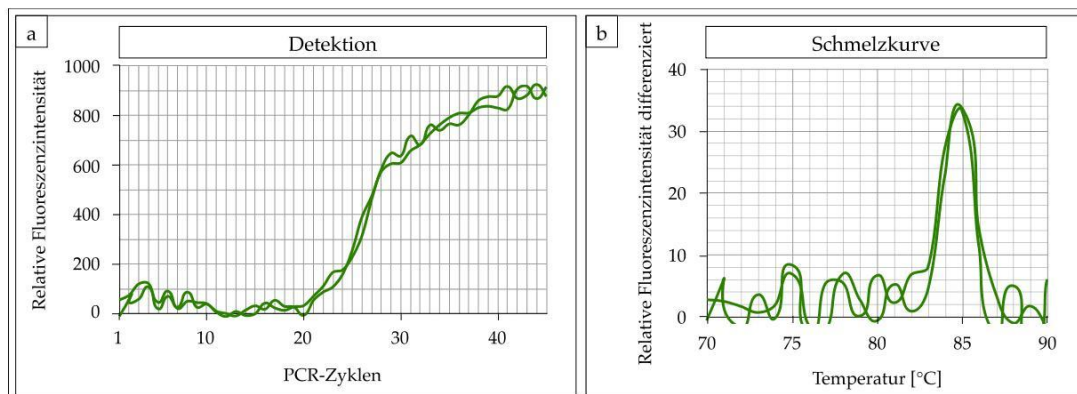 a
Detektion
Relative Fluoreszenzintensität
1000
800
600
400
200
0
1
10
20
30
40
PCR-Zyklen
b
Schmelzkurve
Relative Fluoreszenzintensität differenziert
40
30
20
10
0
70
75
80
85
90
Temperatur [°C]